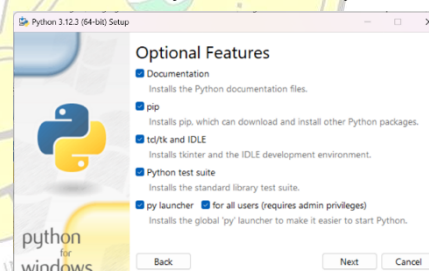 Python 3.12.3 (64-bit) Setup
Optional Features
Documentation
Installs the Python documentation files.
pip
Installs pip, which can download and install other Python packages.
tcl/tk and IDLE
Installs tkinter and the IDLE development environment.
Python test suite
Installs the standard library test suite.
py launcher for all users (requires admin privileges)
Installs the global 'py' launcher to make it easier to start Python.
python
for
windows
Back Next Cancel